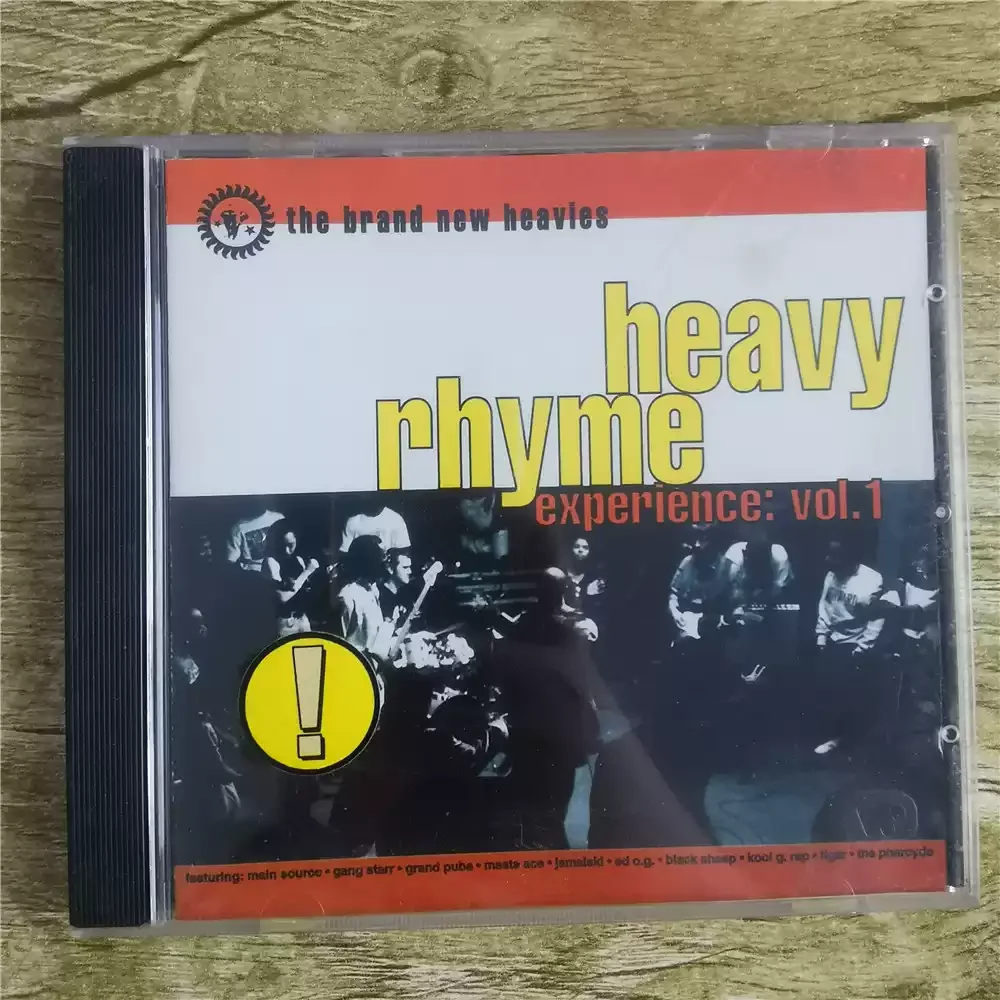 the brand new heavies
heavy
rhyme
experience: vol.1
!
featuring: main source • gang starr • grand puba • masta ace • jamalski • ed o.g. • black sheep • kool g. rap • tiger • the pharcyde